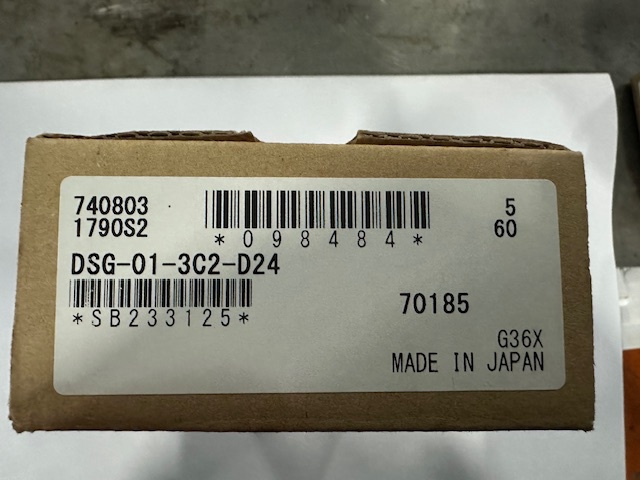 740803 *098484* 5
1790S2 60
DSG-01-3C2-D24
*SB233125* 70185
G36X
MADE IN JAPAN